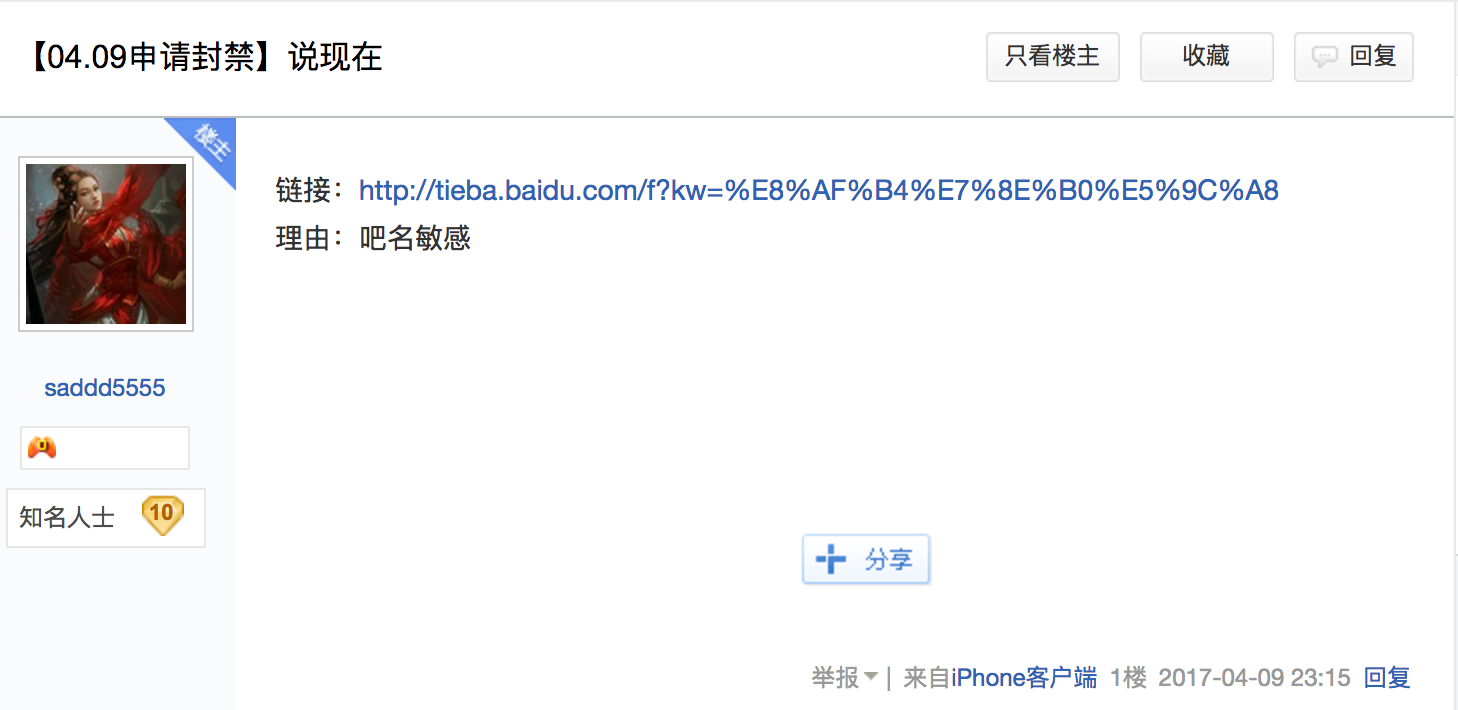 【04.09申请封禁】说现在
只看楼主
收藏
回复
楼主
链接：http://tieba.baidu.com/f?kw=%E8%AF%B4%E7%8E%B0%E5%9C%A8
理由：吧名敏感
saddd5555
知名人士 10
分享
举报 | 来自iPhone客户端 1楼 2017-04-09 23:15 回复